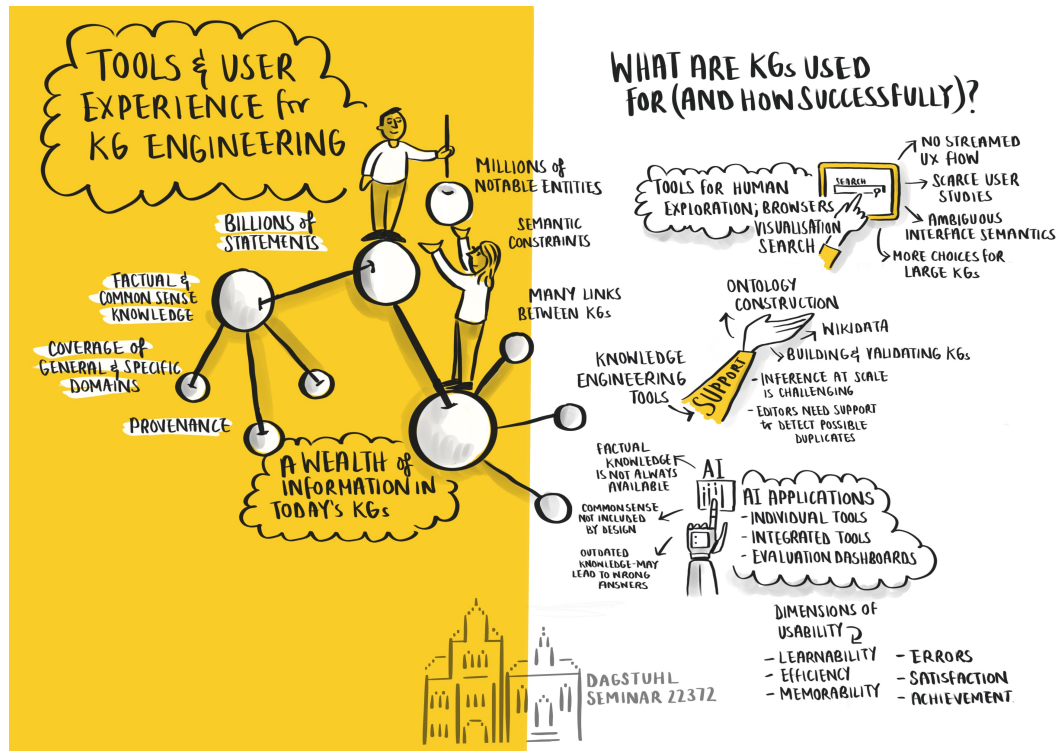 TOOLS & USER
EXPERIENCE for
KG ENGINEERING
MILLIONS of
NOTABLE ENTITIES
BILLIONS of
STATEMENTS
SEMANTIC
CONSTRAINTS
FACTUAL &
COMMON SENSE
KNOWLEDGE
MANY LINKS
BETWEEN KGs
COVERAGE of
GENERAL & SPECIFIC
DOMAINS
PROVENANCE
A WEALTH of
INFORMATION IN
TODAY'S KGs
WHAT ARE KGs USED
FOR (AND HOW SUCCESSFULLY)?
TOOLS FOR HUMAN
EXPLORATION; BROWSERS
VISUALISATION
SEARCH
SEARCH
NO STREAMED
UX FLOW
SCARCE USER
STUDIES
AMBIGUOUS
INTERFACE SEMANTICS
MORE CHOICES FOR
LARGE KGs
KNOWLEDGE
ENGINEERING
TOOLS
SUPPORT
ONTOLOGY
CONSTRUCTION
WIKIDATA
BUILDING & VALIDATING KGs
- INFERENCE AT SCALE
IS CHALLENGING
- EDITORS NEED SUPPORT
to DETECT POSSIBLE
DUPLICATES
FACTUAL
KNOWLEDGE
IS NOT ALWAYS
AVAILABLE
COMMONSENSE
NOT INCLUDED
BY DESIGN
OUTDATED
KNOWLEDGE-MAY
LEAD TO WRONG
ANSWERS
AI
AI APPLICATIONS
- INDIVIDUAL TOOLS
- INTEGRATED TOOLS
- EVALUATION DASHBOARDS
DIMENSIONS OF
USABILITY
- LEARNABILITY
- EFFICIENCY
- MEMORABILITY
- ERRORS
- SATISFACTION
- ACHIEVEMENT
DAGSTUHL
SEMINAR 22372